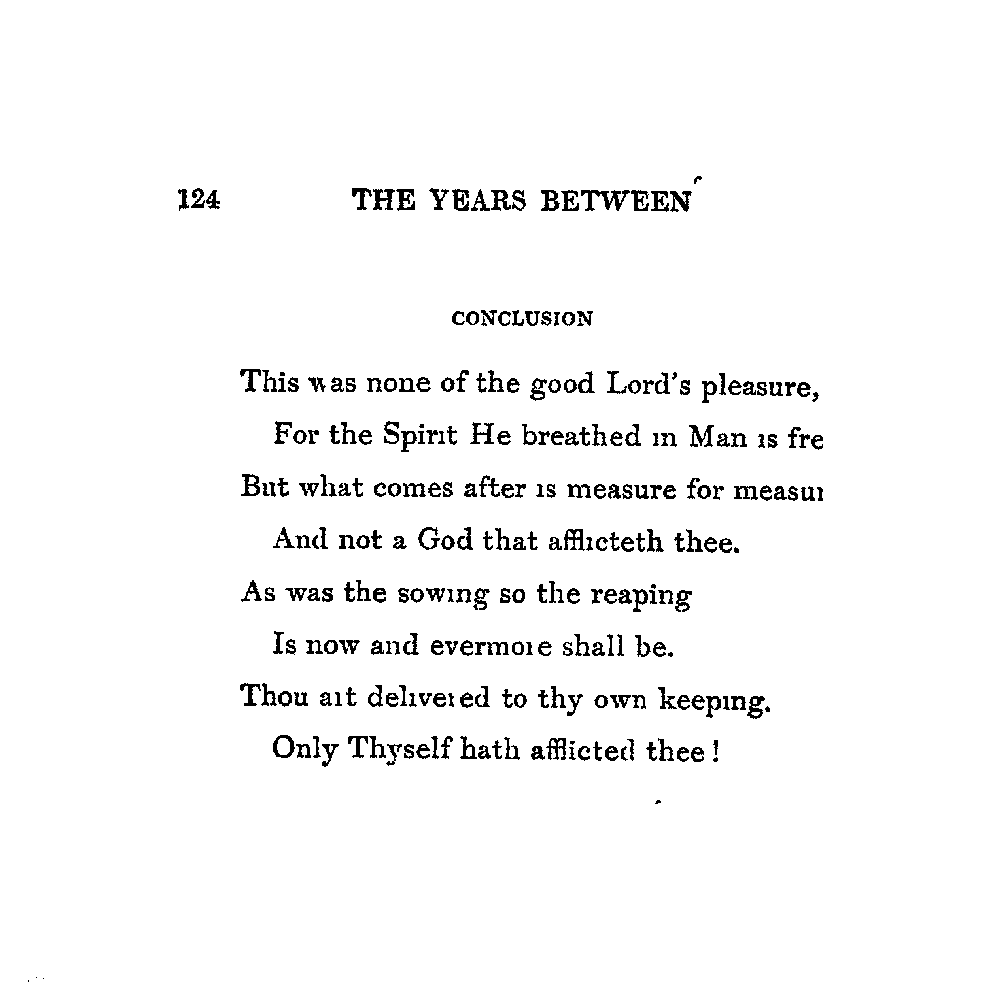 124 THE YEARS BETWEEN
CONCLUSION
This was none of the good Lord's pleasure,
For the Spirit He breathed in Man is fre
But what comes after is measure for measur
And not a God that afflicteth thee.
As was the sowing so the reaping
Is now and evermore shall be.
Thou art delivered to thy own keeping.
Only Thyself hath afflicted thee!